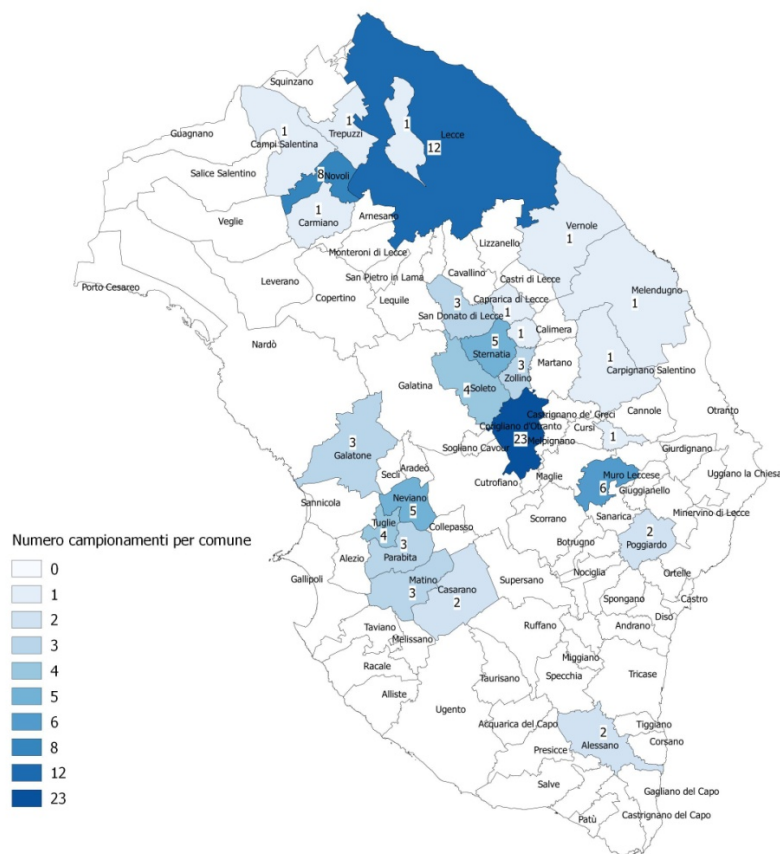 Squinzano
1
Trepuzzi
1
Lecce
12
Guagnano
1
Campi Salentina
Salice Salentino
8
Novoli
Veglie
1
Carmiano
Arnesano
Vernole
1
Monteroni di Lecce
Lizzanello
Porto Cesareo
Leverano
San Pietro in Lama
Cavallino
Castri di Lecce
Melendugno
1
Copertino
Lequile
3
San Donato di Lecce
Caprarica di Lecce
1
Nardò
5
Sternatia
1
Calimera
Galatina
4
Soleto
3
Zollino
Martano
1
Carpignano Salentino
Castrignano de' Greci
Cannole
Otranto
Corigliano d'Otranto
23
Melpignano
Cursi
1
Giurdignano
3
Galatone
Sogliano Cavour
Seclì
Aradeo
Cutrofiano
Maglie
Muro Leccese
6
Uggiano la Chiesa
Giuggianello
Sannicola
Neviano
5
Minervino di Lecce
Tuglie
4
Collepasso
Scorrano
Sanarica
2
Poggiardo
Numero campionamenti per comune
Alezio
3
Parabita
Botrugno
Gallipoli
Matino
3
Casarano
2
Supersano
Nociglia
Ortelle
Spongano
Castro
Diso
Andrano
Taviano
Melissano
Ruffano
Racale
Miggiano
Specchia
Tricase
Alliste
Taurisano
Ugento
Acquarica del Capo
2
Alessano
Tiggiano
Corsano
Presicce
Salve
Gagliano del Capo
Patù
Castrignano del Capo
0
1
2
3
4
5
6
8
12
23